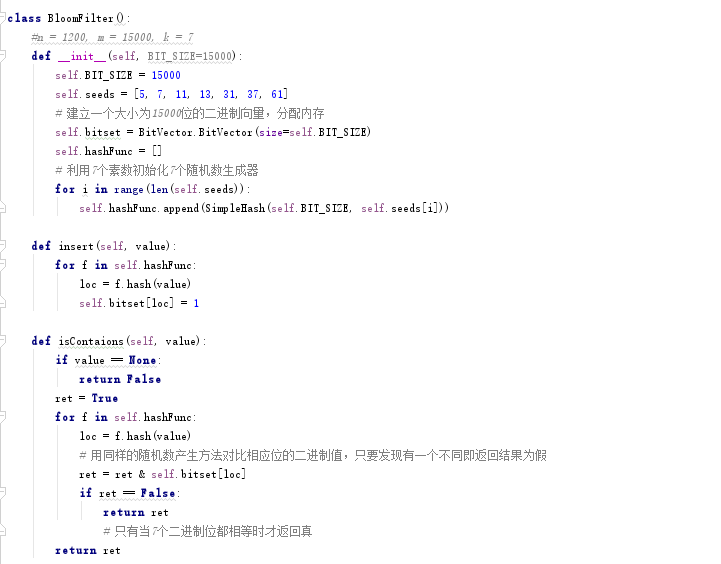 class BloomFilter():
    #n = 1200, m = 15000, k = 7
    def __init__(self, BIT_SIZE=15000):
        self.BIT_SIZE = 15000
        self.seeds = [5, 7, 11, 13, 31, 37, 61]
        # 建立一个大小为15000位的二进制向量，分配内存
        self.bitset = BitVector.BitVector(size=self.BIT_SIZE)
        self.hashFunc = []
        # 利用7个素数初始化7个随机数生成器
        for i in range(len(self.seeds)):
            self.hashFunc.append(SimpleHash(self.BIT_SIZE, self.seeds[i]))
    def insert(self, value):
        for f in self.hashFunc:
            loc = f.hash(value)
            self.bitset[loc] = 1
    def isContaions(self, value):
        if value == None:
            return False
        ret = True
        for f in self.hashFunc:
            loc = f.hash(value)
            # 用同样的随机数产生方法对比相应位的二进制值，只要发现有一个不同即返回结果为假
            ret = ret & self.bitset[loc]
            if ret == False:
                return ret
                # 只有当7个二进制位都相等时才返回真
        return ret